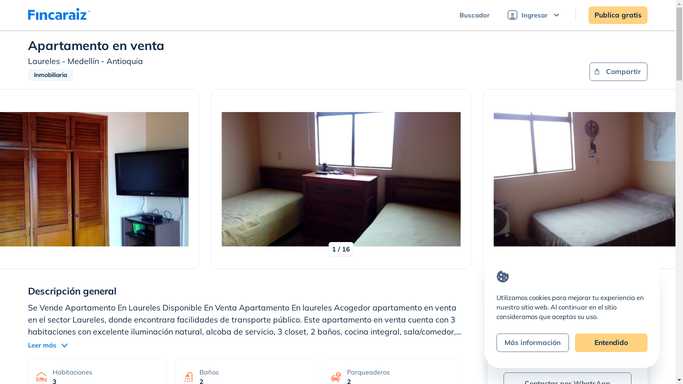 Fincaraiz
Buscador
Ingresar
Publica gratis
Apartamento en venta
Laureles - Medellín - Antioquia
Inmobiliaria
Compartir
1 / 16
Descripción general
Se Vende Apartamento En Laureles Disponible En Venta Apartamento En laureles Acogedor apartamento en venta
en el sector Laureles, donde encontrara facilidades de transporte público. Este apartamento en venta cuenta con 3
habitaciones con excelente iluminación natural, alcoba de servicio, 3 closet, 2 baños, cocina integral, sala/comedor,...
Leer más
Habitaciones
3
Baños
2
Parqueaderos
2
Utilizamos cookies para mejorar tu experiencia en
nuestro sitio web. Al continuar en el sitio
consideramos que aceptas su uso.
Más información
Entendido
Contactar por WhatsApp